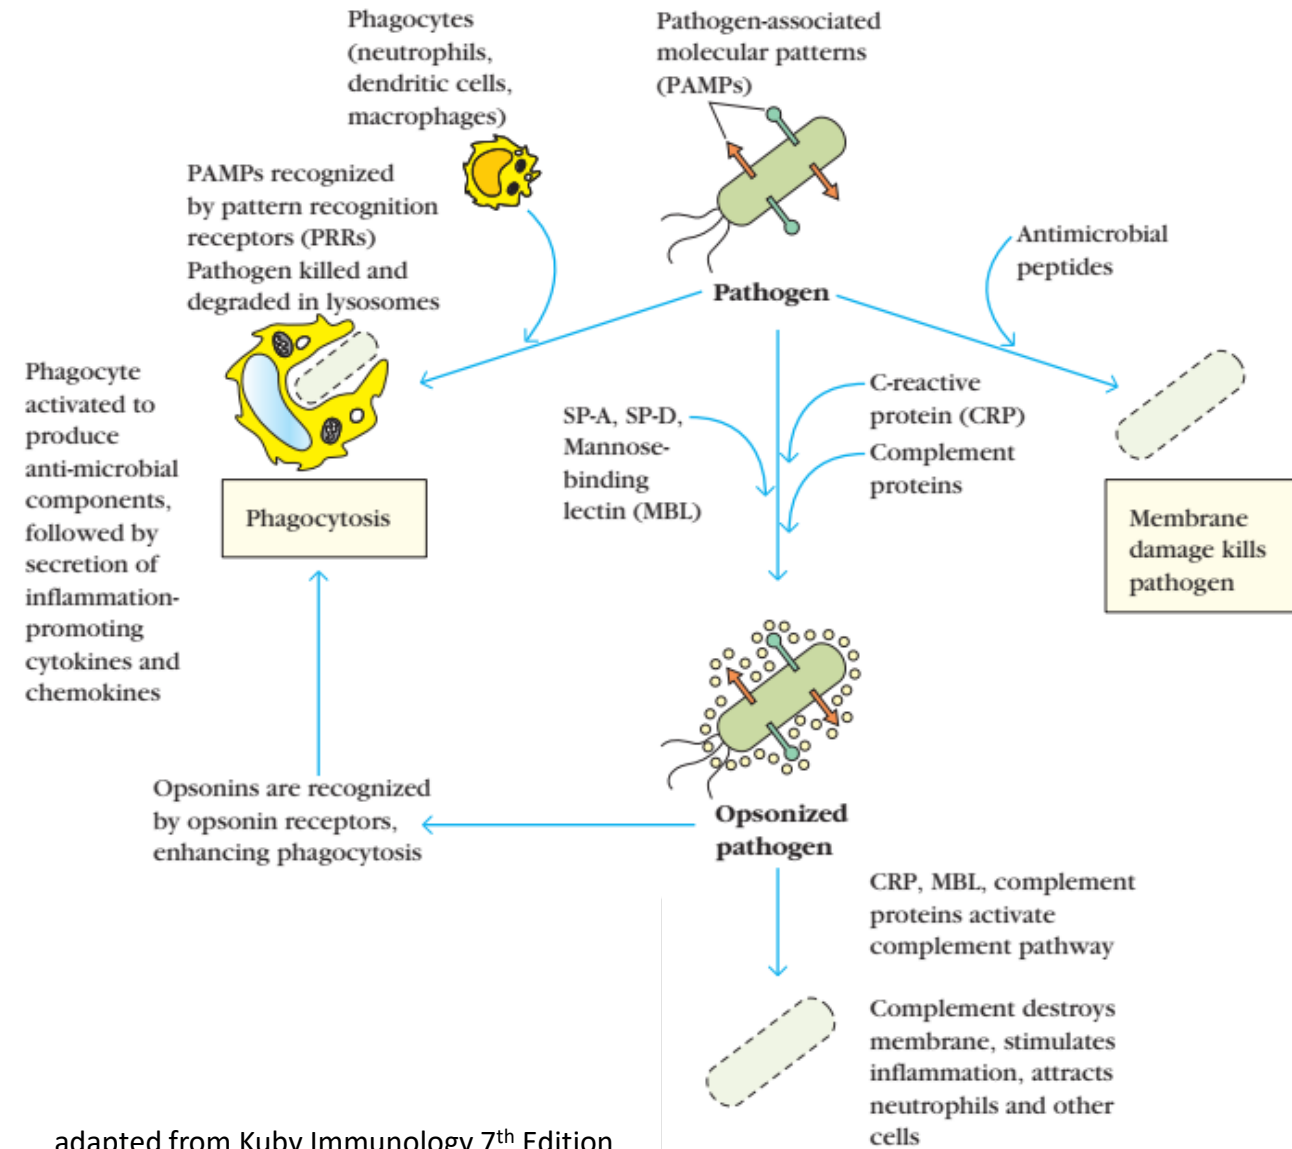 Phagocytes
(neutrophils,
dendritic cells,
macrophages)
Pathogen-associated
molecular patterns
(PAMPs)
PAMPs recognized
by pattern recognition
receptors (PRRs)
Pathogen killed and
degraded in lysosomes
Antimicrobial
peptides
Pathogen
Phagocyte
activated to
produce
anti-microbial
components,
followed by
secretion of
inflammation-
promoting
cytokines and
chemokines
Phagocytosis
SP-A, SP-D,
Mannose-
binding
lectin (MBL)
C-reactive
protein (CRP)
Complement
proteins
Membrane
damage kills
pathogen
Opsonins are recognized
by opsonin receptors,
enhancing phagocytosis
Opsonized
pathogen
CRP, MBL, complement
proteins activate
complement pathway
Complement destroys
membrane, stimulates
inflammation, attracts
neutrophils and other
cells
adapted from Kuby Immunology 7th Edition